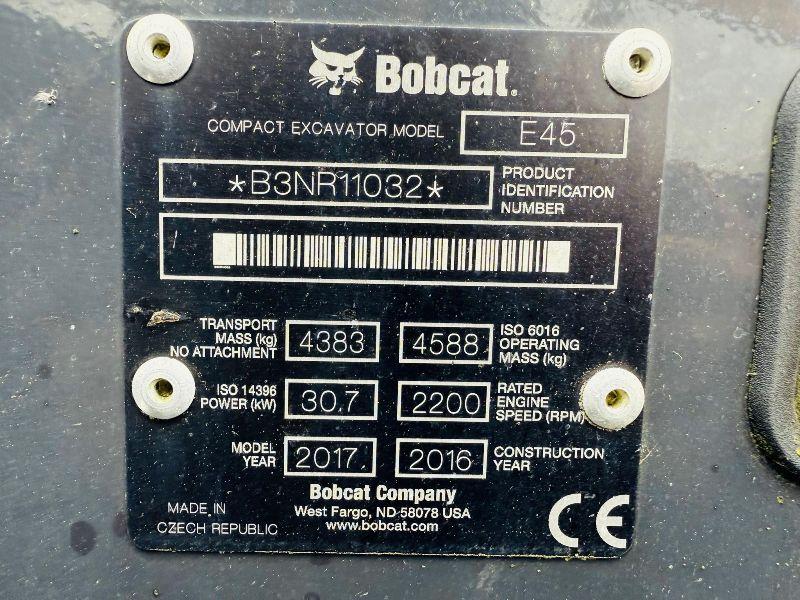 Bobcat.
COMPACT EXCAVATOR MODEL E45
*B3NR11032* PRODUCT
IDENTIFICATION
NUMBER
TRANSPORT
MASS (kg)
NO ATTACHMENT
4383
4588
ISO 6016
OPERATING
MASS (kg)
ISO 14396
POWER (kW)
30.7
2200
RATED
ENGINE
SPEED (RPM)
MODEL
YEAR
2017
2016
CONSTRUCTION
YEAR
Bobcat Company
West Fargo, ND 58078 USA
www.bobcat.com
MADE IN
CZECH REPUBLIC
CE